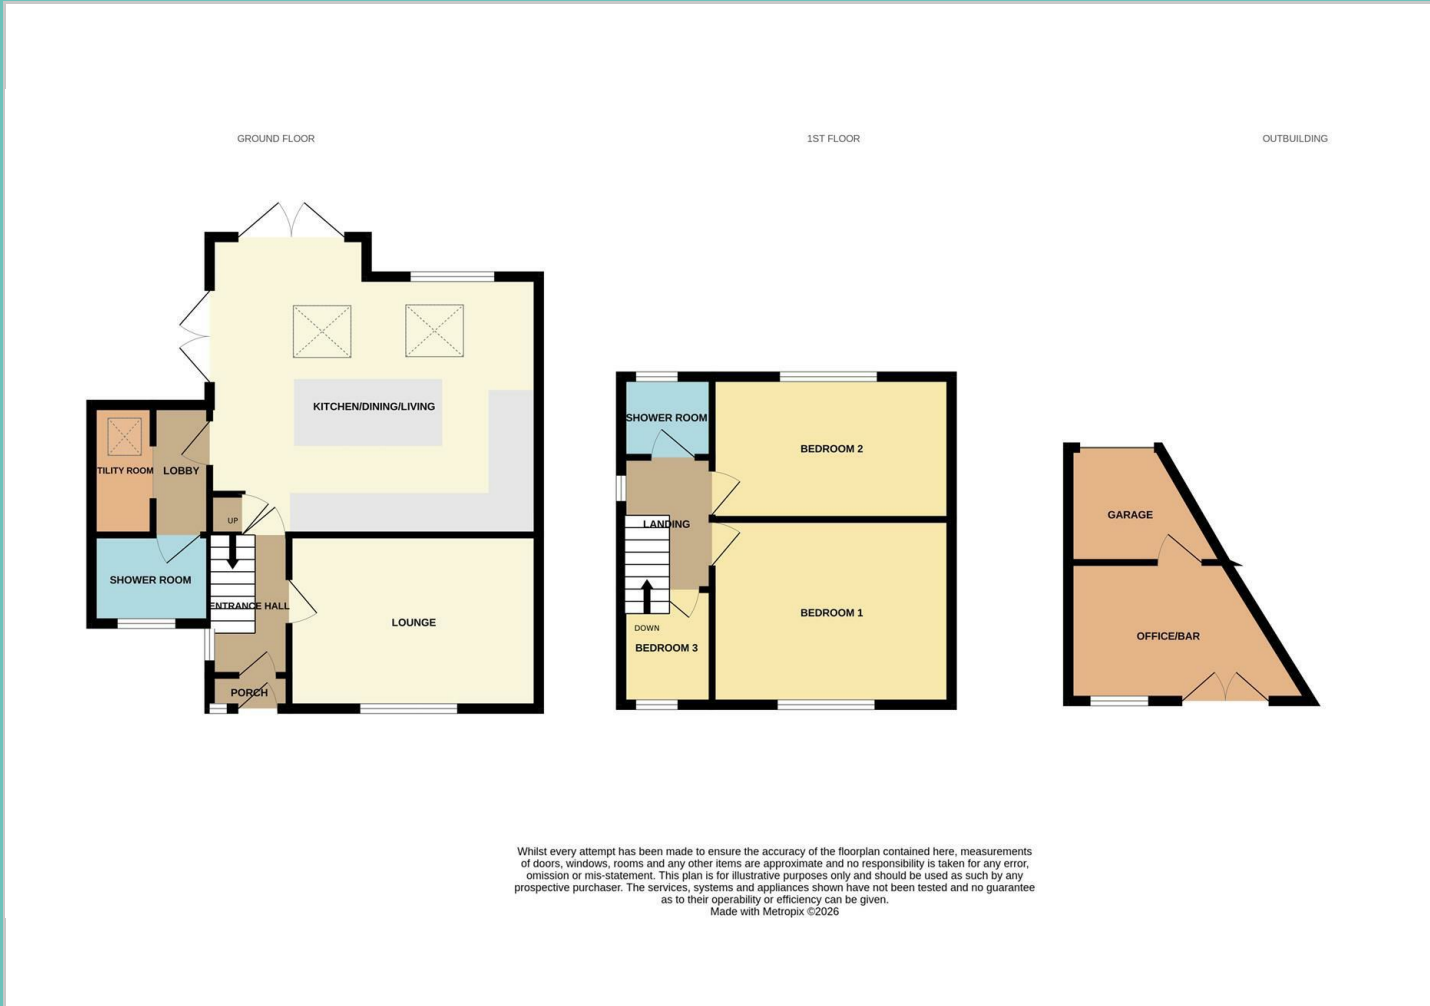 GROUND FLOOR
1ST FLOOR
OUTBUILDING
KITCHEN/DINING/LIVING
TILITY ROOM
LOBBY
UP
SHOWER ROOM
ENTRANCE HALL
LOUNGE
PORCH
SHOWER ROOM
BEDROOM 2
LANDING
BEDROOM 1
DOWN
BEDROOM 3
GARAGE
OFFICE/BAR
Whilst every attempt has been made to ensure the accuracy of the floorplan contained here, measurements
of doors, windows, rooms and any other items are approximate and no responsibility is taken for any error,
omission or mis-statement. This plan is for illustrative purposes only and should be used as such by any
prospective purchaser. The services, systems and appliances shown have not been tested and no guarantee
as to their operability or efficiency can be given.
Made with Metropix ©2026